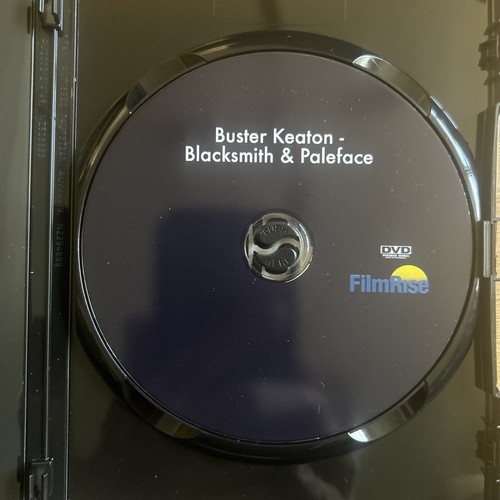 Buster Keaton -
Blacksmith & Paleface
DVD
FilmRise